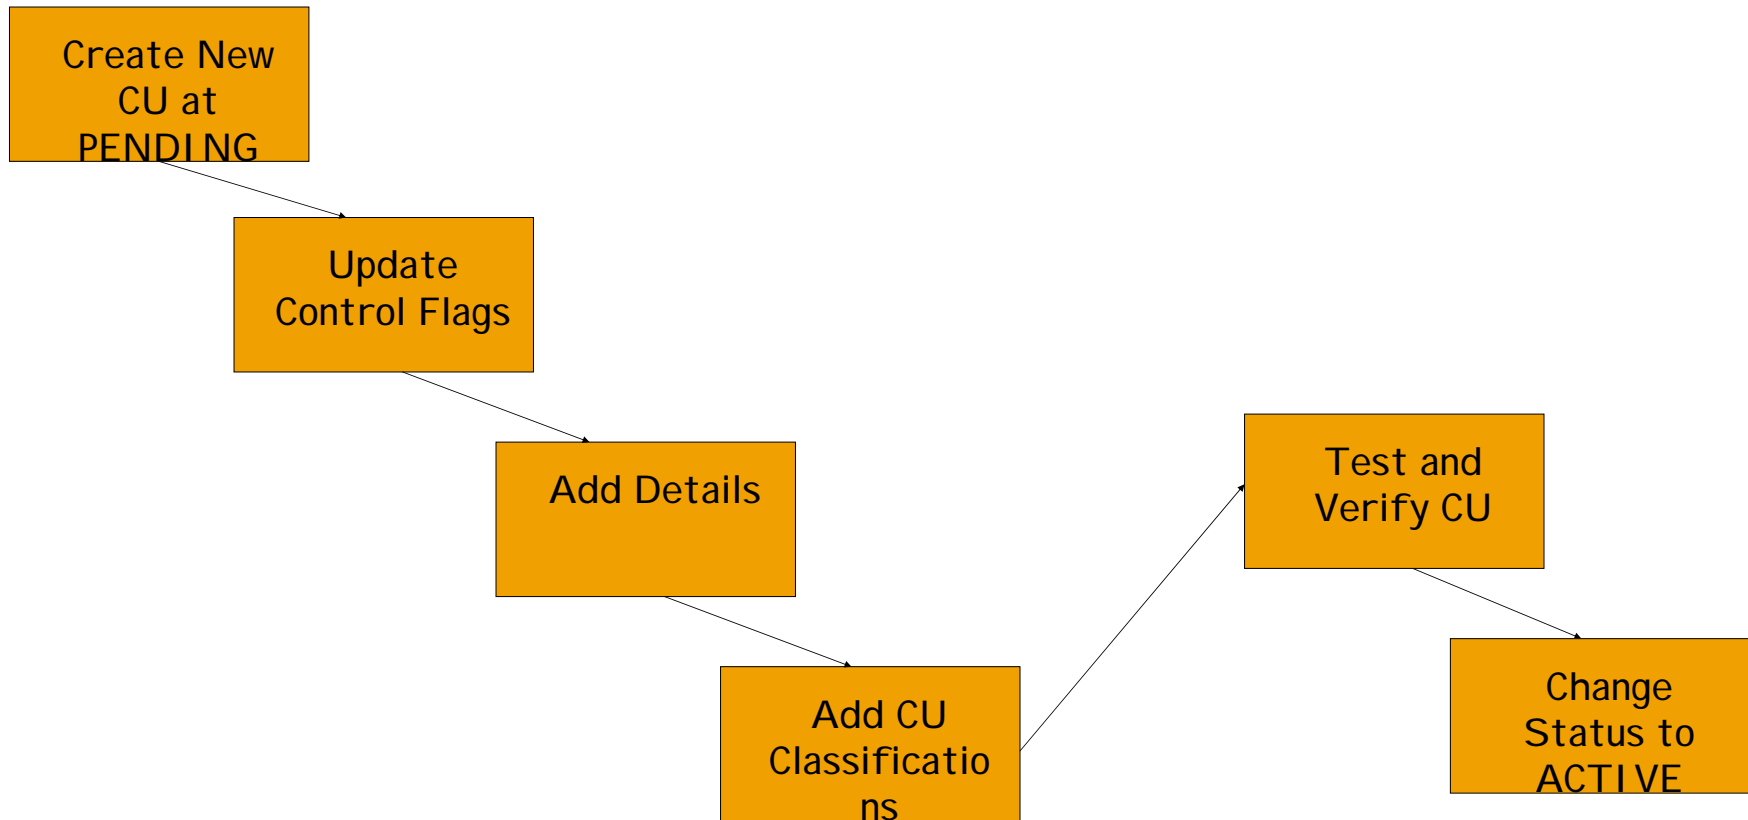 Create New
CU at
PENDING
Update
Control Flags
Add Details
Add CU
Classificatio
ns
Test and
Verify CU
Change
Status to
ACTIVE